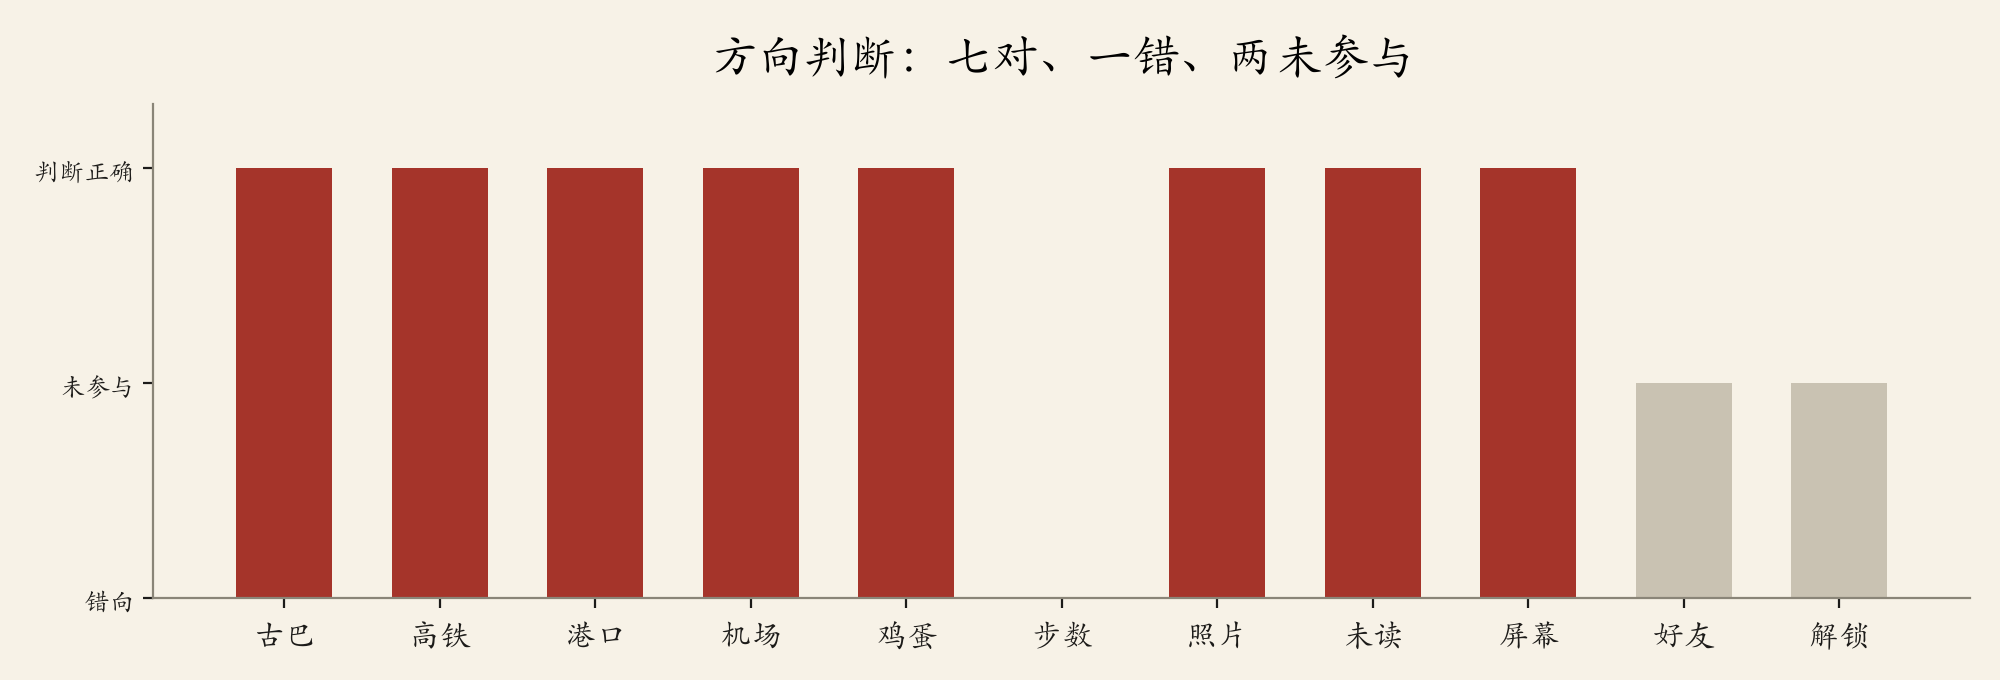 方向判断：七对、一错、两未参与
判断正确
未参与
错向
古巴 高铁 港口 机场 鸡蛋 步数 照片 未读 屏幕 好友 解锁